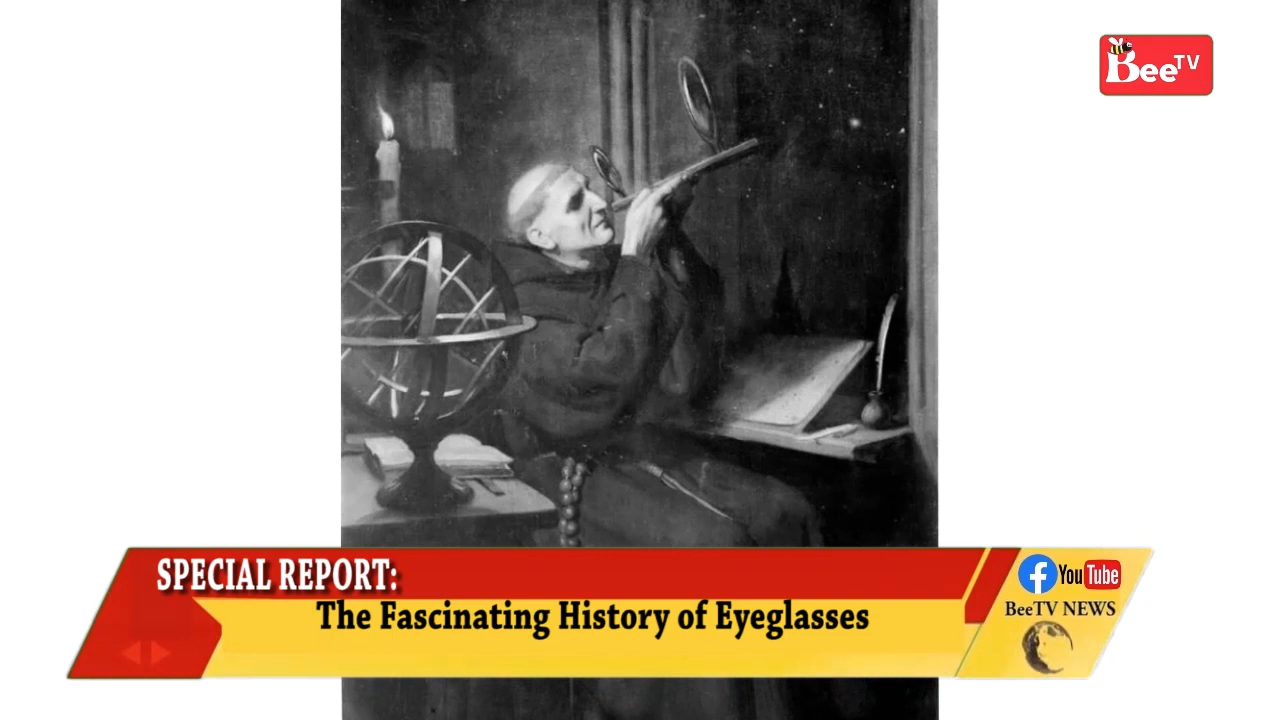 BeeTV
SPECIAL REPORT:
The Fascinating History of Eyeglasses
YouTube
BeeTV NEWS